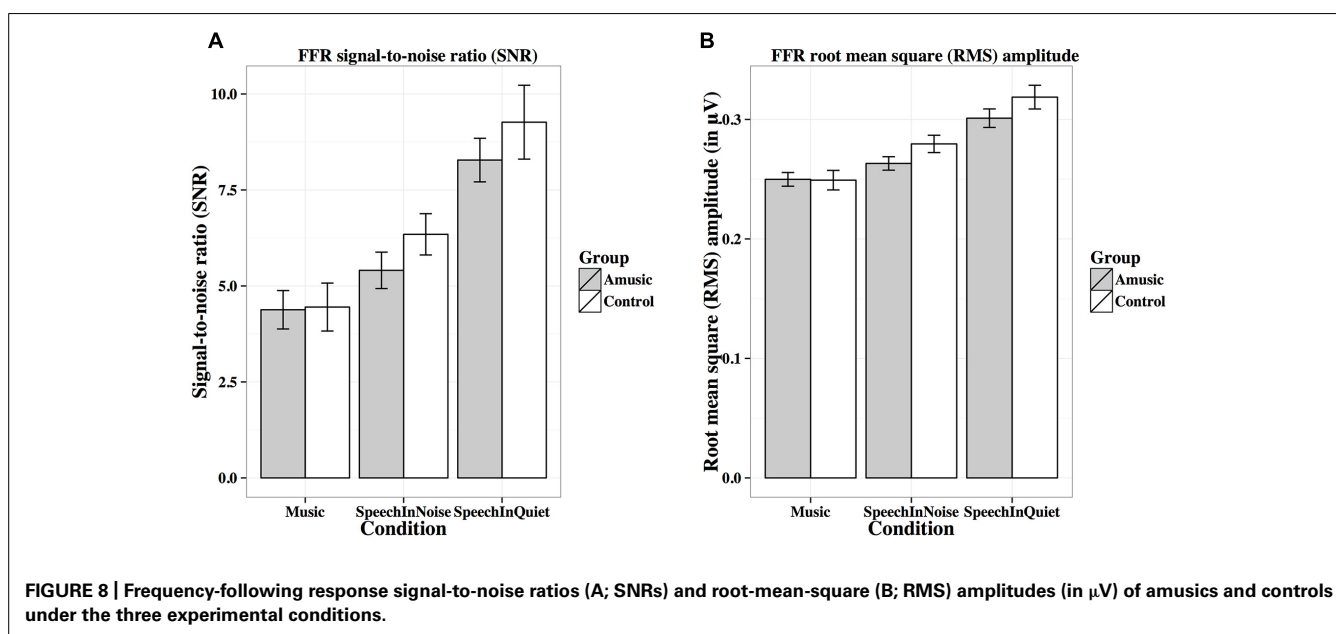 A
FFR signal-to-noise ratio (SNR)
Signal-to-noise ratio (SNR)
10.0
7.5
5.0
2.5
0.0
Music SpeechInNoise SpeechInQuiet
Condition
Group
Amusic
Control
B
FFR root mean square (RMS) amplitude
Root mean square (RMS) amplitude (in μV)
0.3
0.2
0.1
0.0
Music SpeechInNoise SpeechInQuiet
Condition
Group
Amusic
Control
FIGURE 8 | Frequency-following response signal-to-noise ratios (A; SNRs) and root-mean-square (B; RMS) amplitudes (in μV) of amusics and controls
under the three experimental conditions.